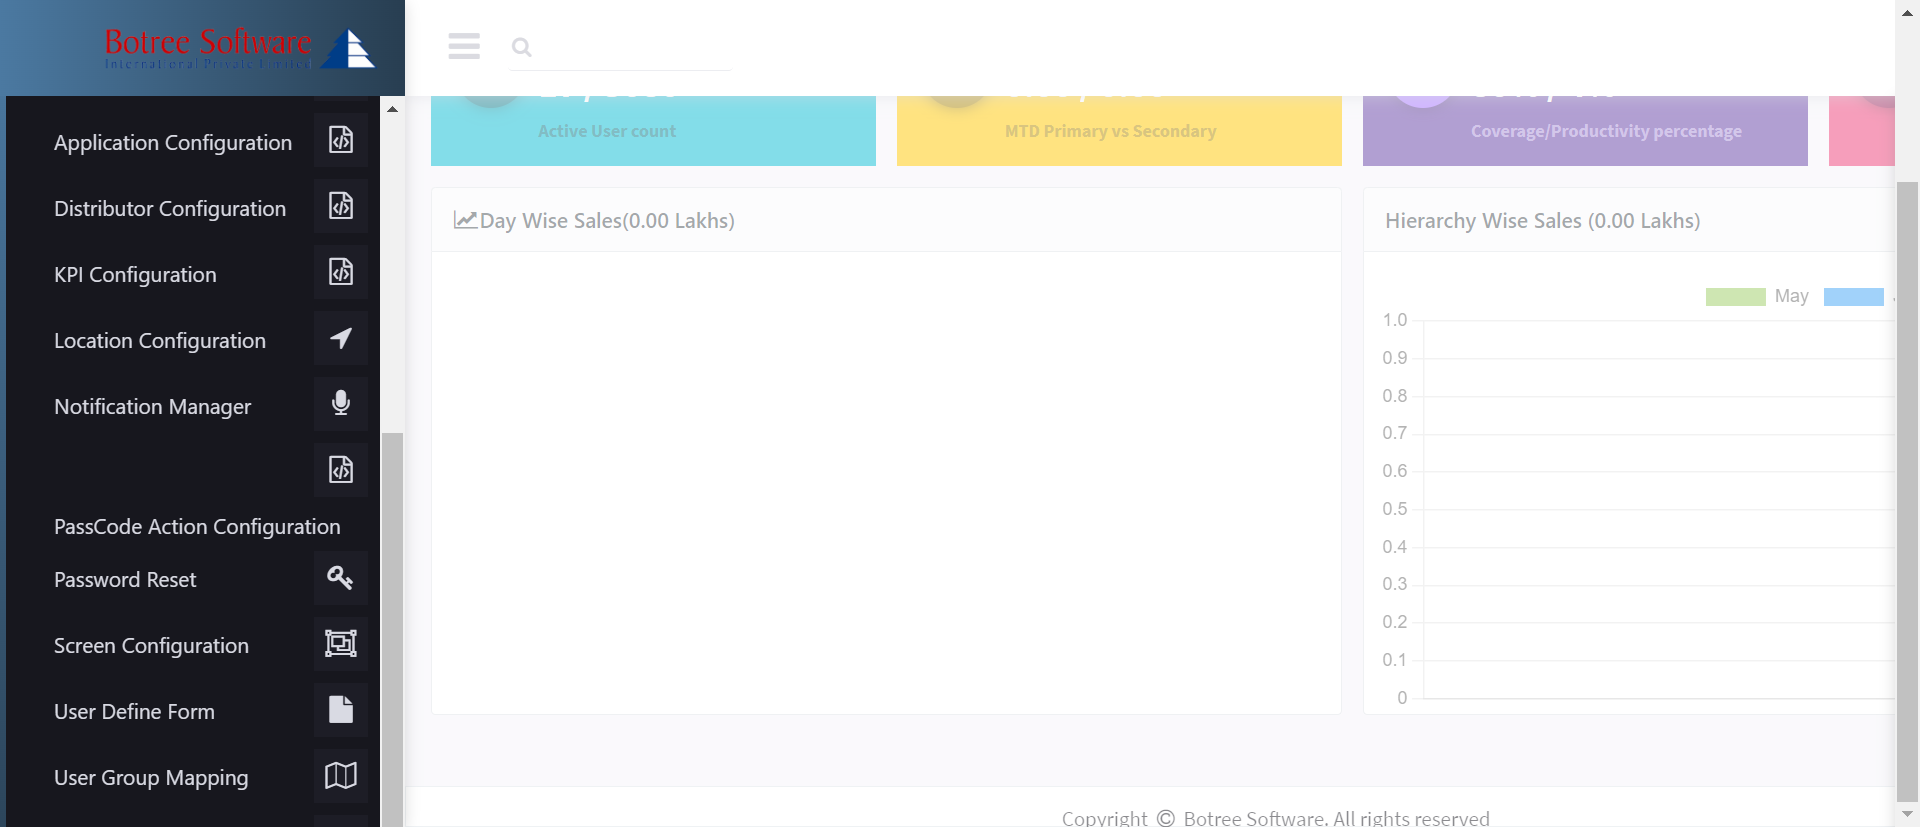 Botree Software
International Private Limited
Application Configuration
Distributor Configuration
KPI Configuration
Location Configuration
Notification Manager
PassCode Action Configuration
Password Reset
Screen Configuration
User Define Form
User Group Mapping
Active User count
MTD Primary vs Secondary
Coverage/Productivity percentage
Day Wise Sales(0.00 Lakhs)
Hierarchy Wise Sales (0.00 Lakhs)
May
1.0
0.9
0.8
0.7
0.6
0.5
0.4
0.3
0.2
0.1
0
Copyright © Botree Software. All rights reserved